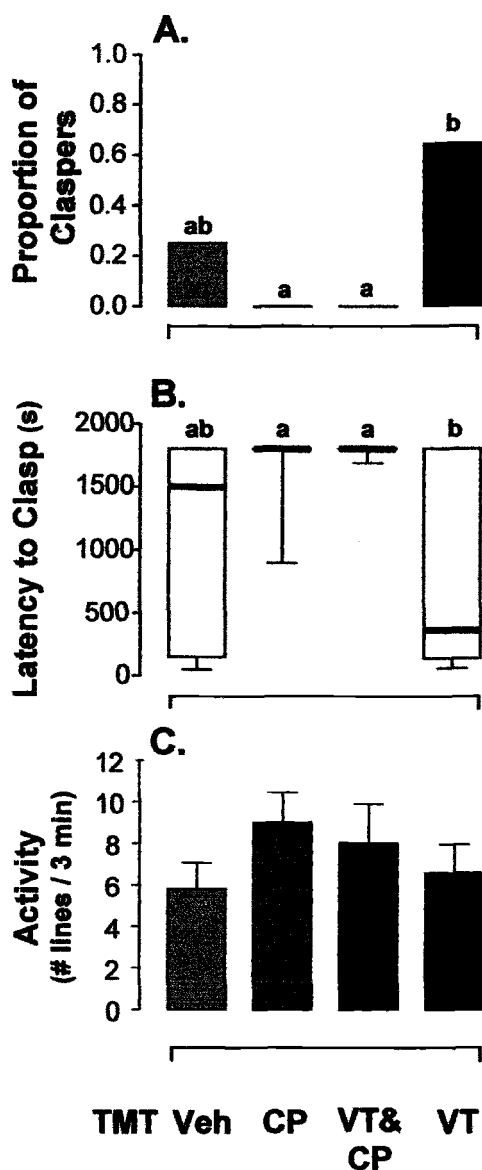 A.
Proportion of
Claspers
1.0
0.8
0.6
0.4
0.2
0.0
ab
a
a
b
B.
Latency to Clasp (s)
2000
1500
1000
500
0
ab
a
a
b
C.
Activity
(# lines / 3 min)
12
10
8
6
4
2
0
TMT Veh CP VT& VT
CP